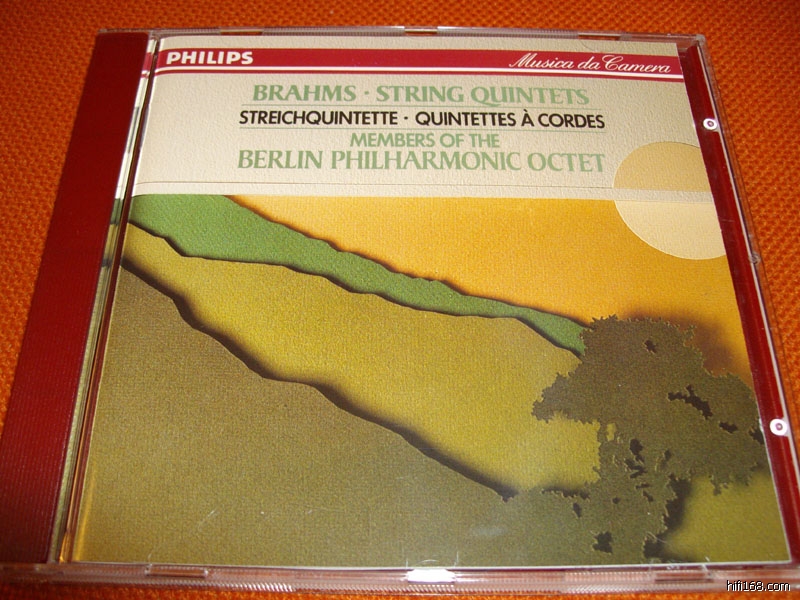 PHILIPS
Musica da Camera
BRAHMS · STRING QUINTETS
STREICHQUINTETTE · QUINTETTES À CORDES
MEMBERS OF THE
BERLIN PHILHARMONIC OCTET
hifi168.com